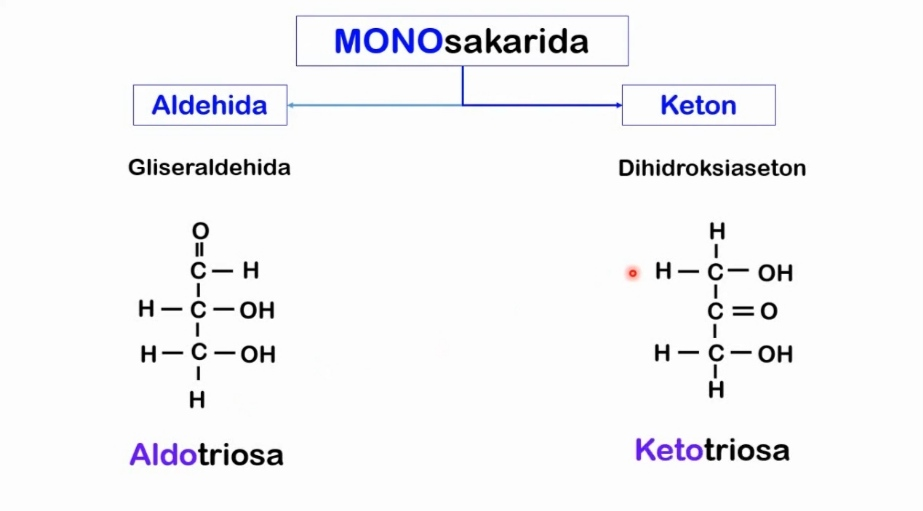 MONOsakarida
Aldehida
Keton
Gliseraldehida
Dihidroksiaseton
O
C — H
H — C — OH
H — C — OH
H
H
H — C — OH
C = O
H — C — OH
H
Aldotriosa
Ketotriosa